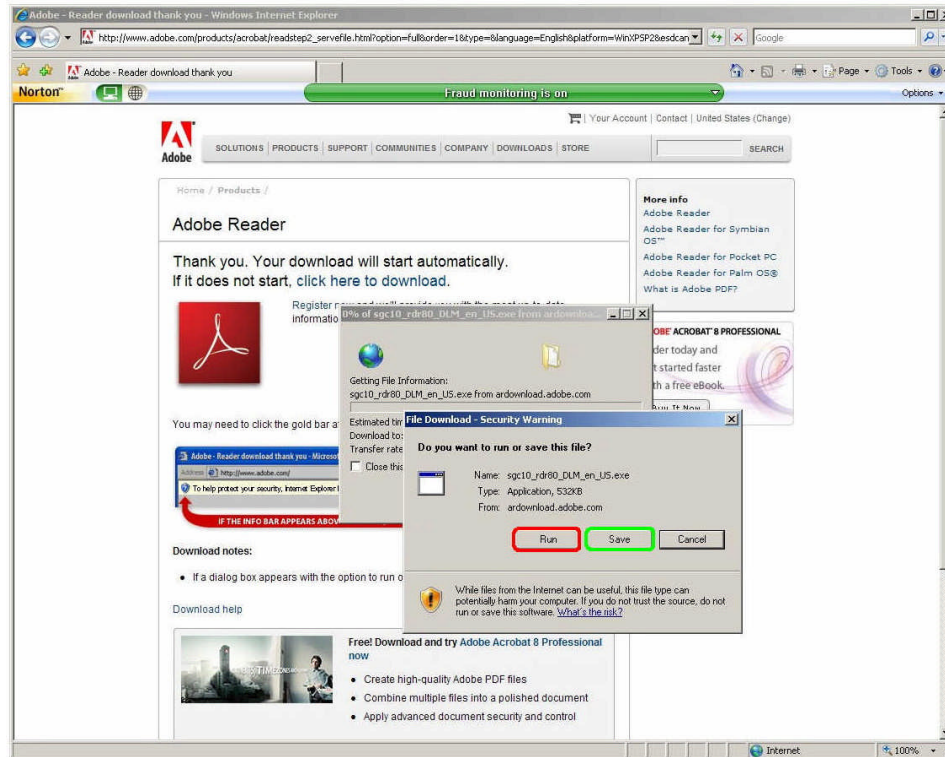 Adobe - Reader download thank you - Windows Internet Explorer
http://www.adobe.com/products/acrobat/readstep2_servefile.html?option=full&order=1&type=&language=English&platform=WinXPSP2&esdcan
Google
Adobe - Reader download thank you
Page
Tools
Norton™
Fraud monitoring is on
Options
Your Account | Contact | United States (Change)
Adobe
SOLUTIONS | PRODUCTS | SUPPORT | COMMUNITIES | COMPANY | DOWNLOADS | STORE
SEARCH
Home / Products /
Adobe Reader
More info
Adobe Reader
Adobe Reader for Symbian
OS™
Adobe Reader for Pocket PC
Adobe Reader for Palm OS®
What is Adobe PDF?
Thank you. Your download will start automatically.
If it does not start, click here to download.
Register
informatio
0% of sgc10_rdr80_DLM_en_US.exe from ardownloa...
Getting File Information:
sgc10_rdr80_DLM_en_US.exe from ardownload.adobe.com
Estimated tim
Download to:
Transfer rate
Close this
OBE® ACROBAT® 8 PROFESSIONAL
der today and
t started faster
th a free eBook.
Buy It Now
You may need to click the gold bar a
Adobe - Reader download thank you - Microsof
Address http://www.adobe.com/
To help protect your security, Internet Explorer
IF THE INFO BAR APPEARS ABOV
File Download - Security Warning
Do you want to run or save this file?
Name: sgc10_rdr80_DLM_en_US.exe
Type: Application, 532KB
From: ardownload.adobe.com
Run
Save
Cancel
While files from the Internet can be useful, this file type can
potentially harm your computer. If you do not trust the source, do not
run or save this software. What's the risk?
Download notes:
If a dialog box appears with the option to run o
Download help
Free! Download and try Adobe Acrobat 8 Professional
now
Create high-quality Adobe PDF files
Combine multiple files into a polished document
Apply advanced document security and control
Internet
100%